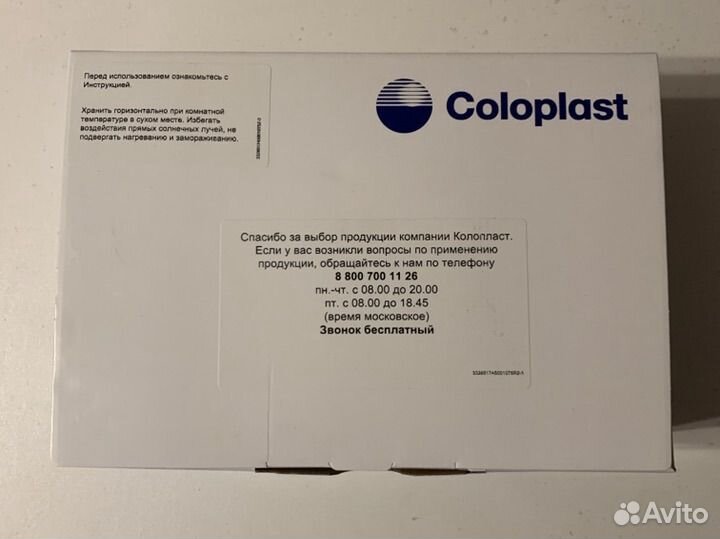 Перед использованием ознакомьтесь с
Инструкцией.
Хранить горизонтально при комнатной
температуре в сухом месте. Избегать
воздействия прямых солнечных лучей, не
подвергать нагреванию и замораживанию.
Coloplast
Спасибо за выбор продукции компании Колопласт.
Если у вас возникли вопросы по применению
продукции, обращайтесь к нам по телефону
8 800 700 11 26
пн.-чт. с 08.00 до 20.00
пт. с 08.00 до 18.45
(время московское)
Звонок бесплатный
Avito